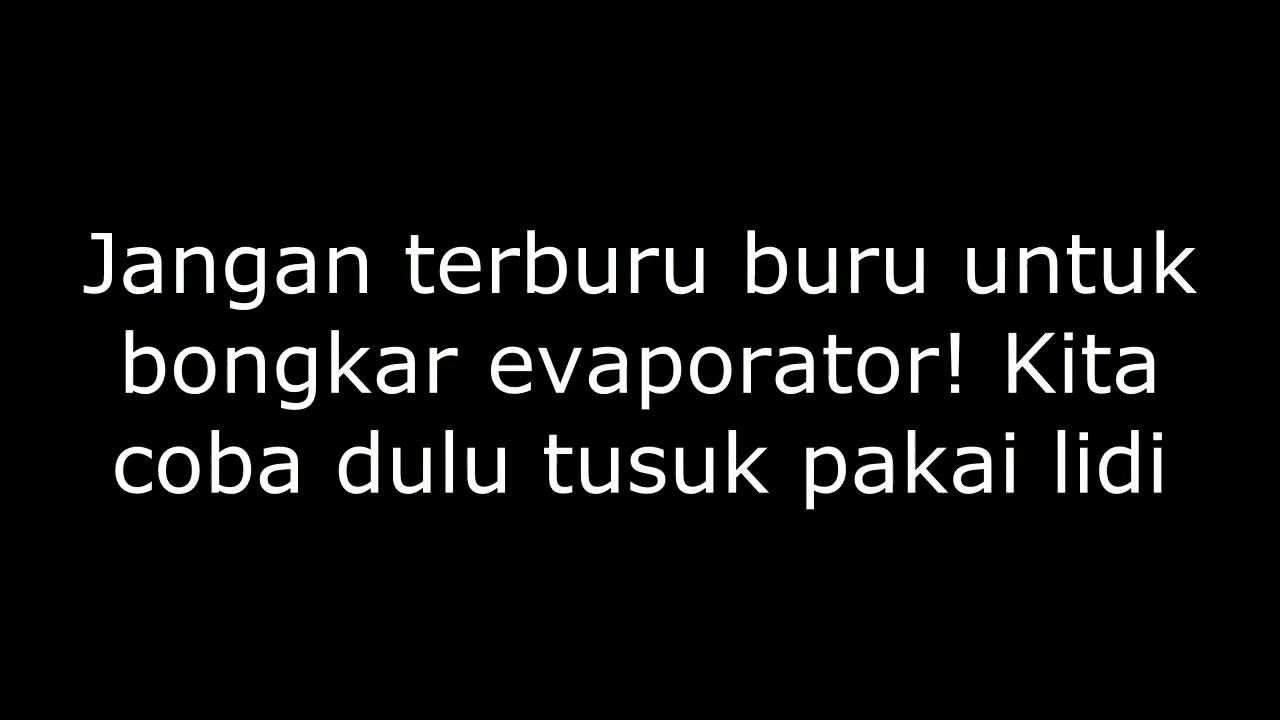 Jangan terburu buru untuk
bongkar evaporator! Kita
coba dulu tusuk pakai lidi